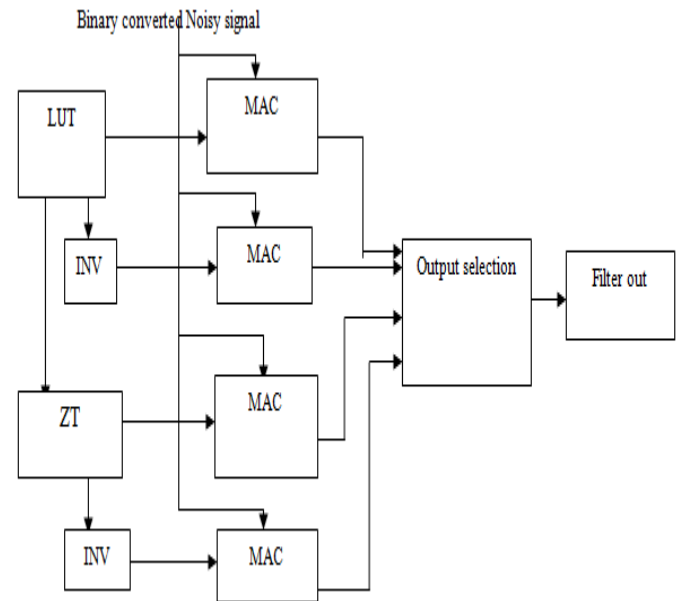 Binary converted Noisy signal
LUT
MAC
INV
MAC
Output selection
Filter out
ZT
MAC
INV
MAC